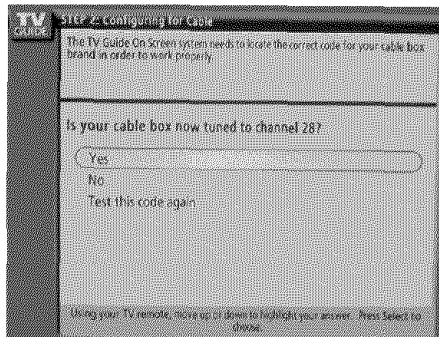 TV
GUIDE
STEP 2: Configuring for Cable
The TV Guide On Screen system needs to locate the correct code for your cable box
brand in order to work properly.
Is your cable box now tuned to channel 28?
Yes
No
Test this code again
Using your TV remote, move up or down to highlight your answer. Press Select to
choose.